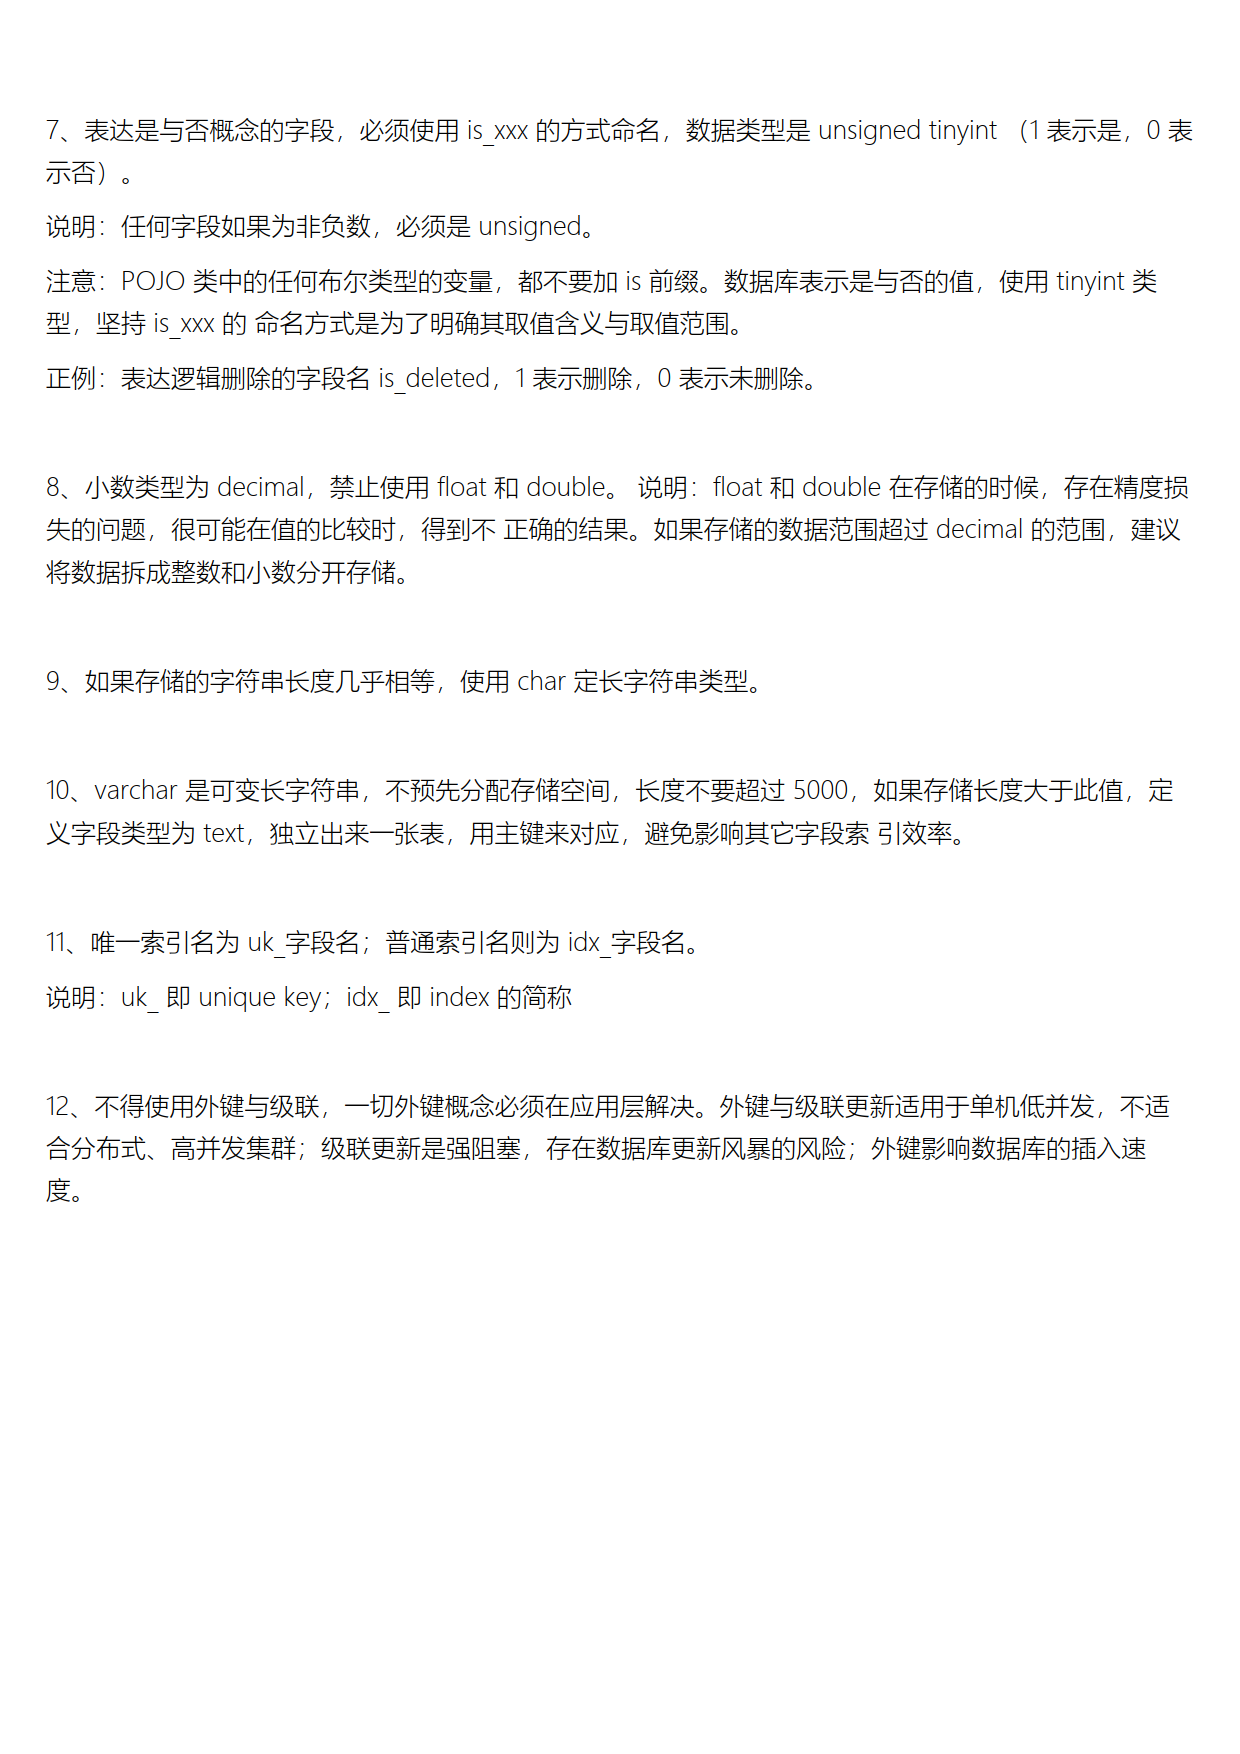 7、表达是与否概念的字段，必须使用 is_xxx 的方式命名，数据类型是 unsigned tinyint （1 表示是，0 表
示否）。
说明：任何字段如果为非负数，必须是 unsigned。
注意：POJO 类中的任何布尔类型的变量，都不要加 is 前缀。数据库表示是与否的值，使用 tinyint 类
型，坚持 is_xxx 的 命名方式是为了明确其取值含义与取值范围。
正例：表达逻辑删除的字段名 is_deleted，1 表示删除，0 表示未删除。
8、小数类型为 decimal，禁止使用 float 和 double。 说明：float 和 double 在存储的时候，存在精度损
失的问题，很可能在值的比较时，得到不 正确的结果。如果存储的数据范围超过 decimal 的范围，建议
将数据拆成整数和小数分开存储。
9、如果存储的字符串长度几乎相等，使用 char 定长字符串类型。
10、varchar 是可变长字符串，不预先分配存储空间，长度不要超过 5000，如果存储长度大于此值，定
义字段类型为 text，独立出来一张表，用主键来对应，避免影响其它字段索 引效率。
11、唯一索引名为 uk_字段名；普通索引名则为 idx_字段名。
说明：uk_ 即 unique key；idx_ 即 index 的简称
12、不得使用外键与级联，一切外键概念必须在应用层解决。外键与级联更新适用于单机低并发，不适
合分布式、高并发集群；级联更新是强阻塞，存在数据库更新风暴的风险；外键影响数据库的插入速
度。